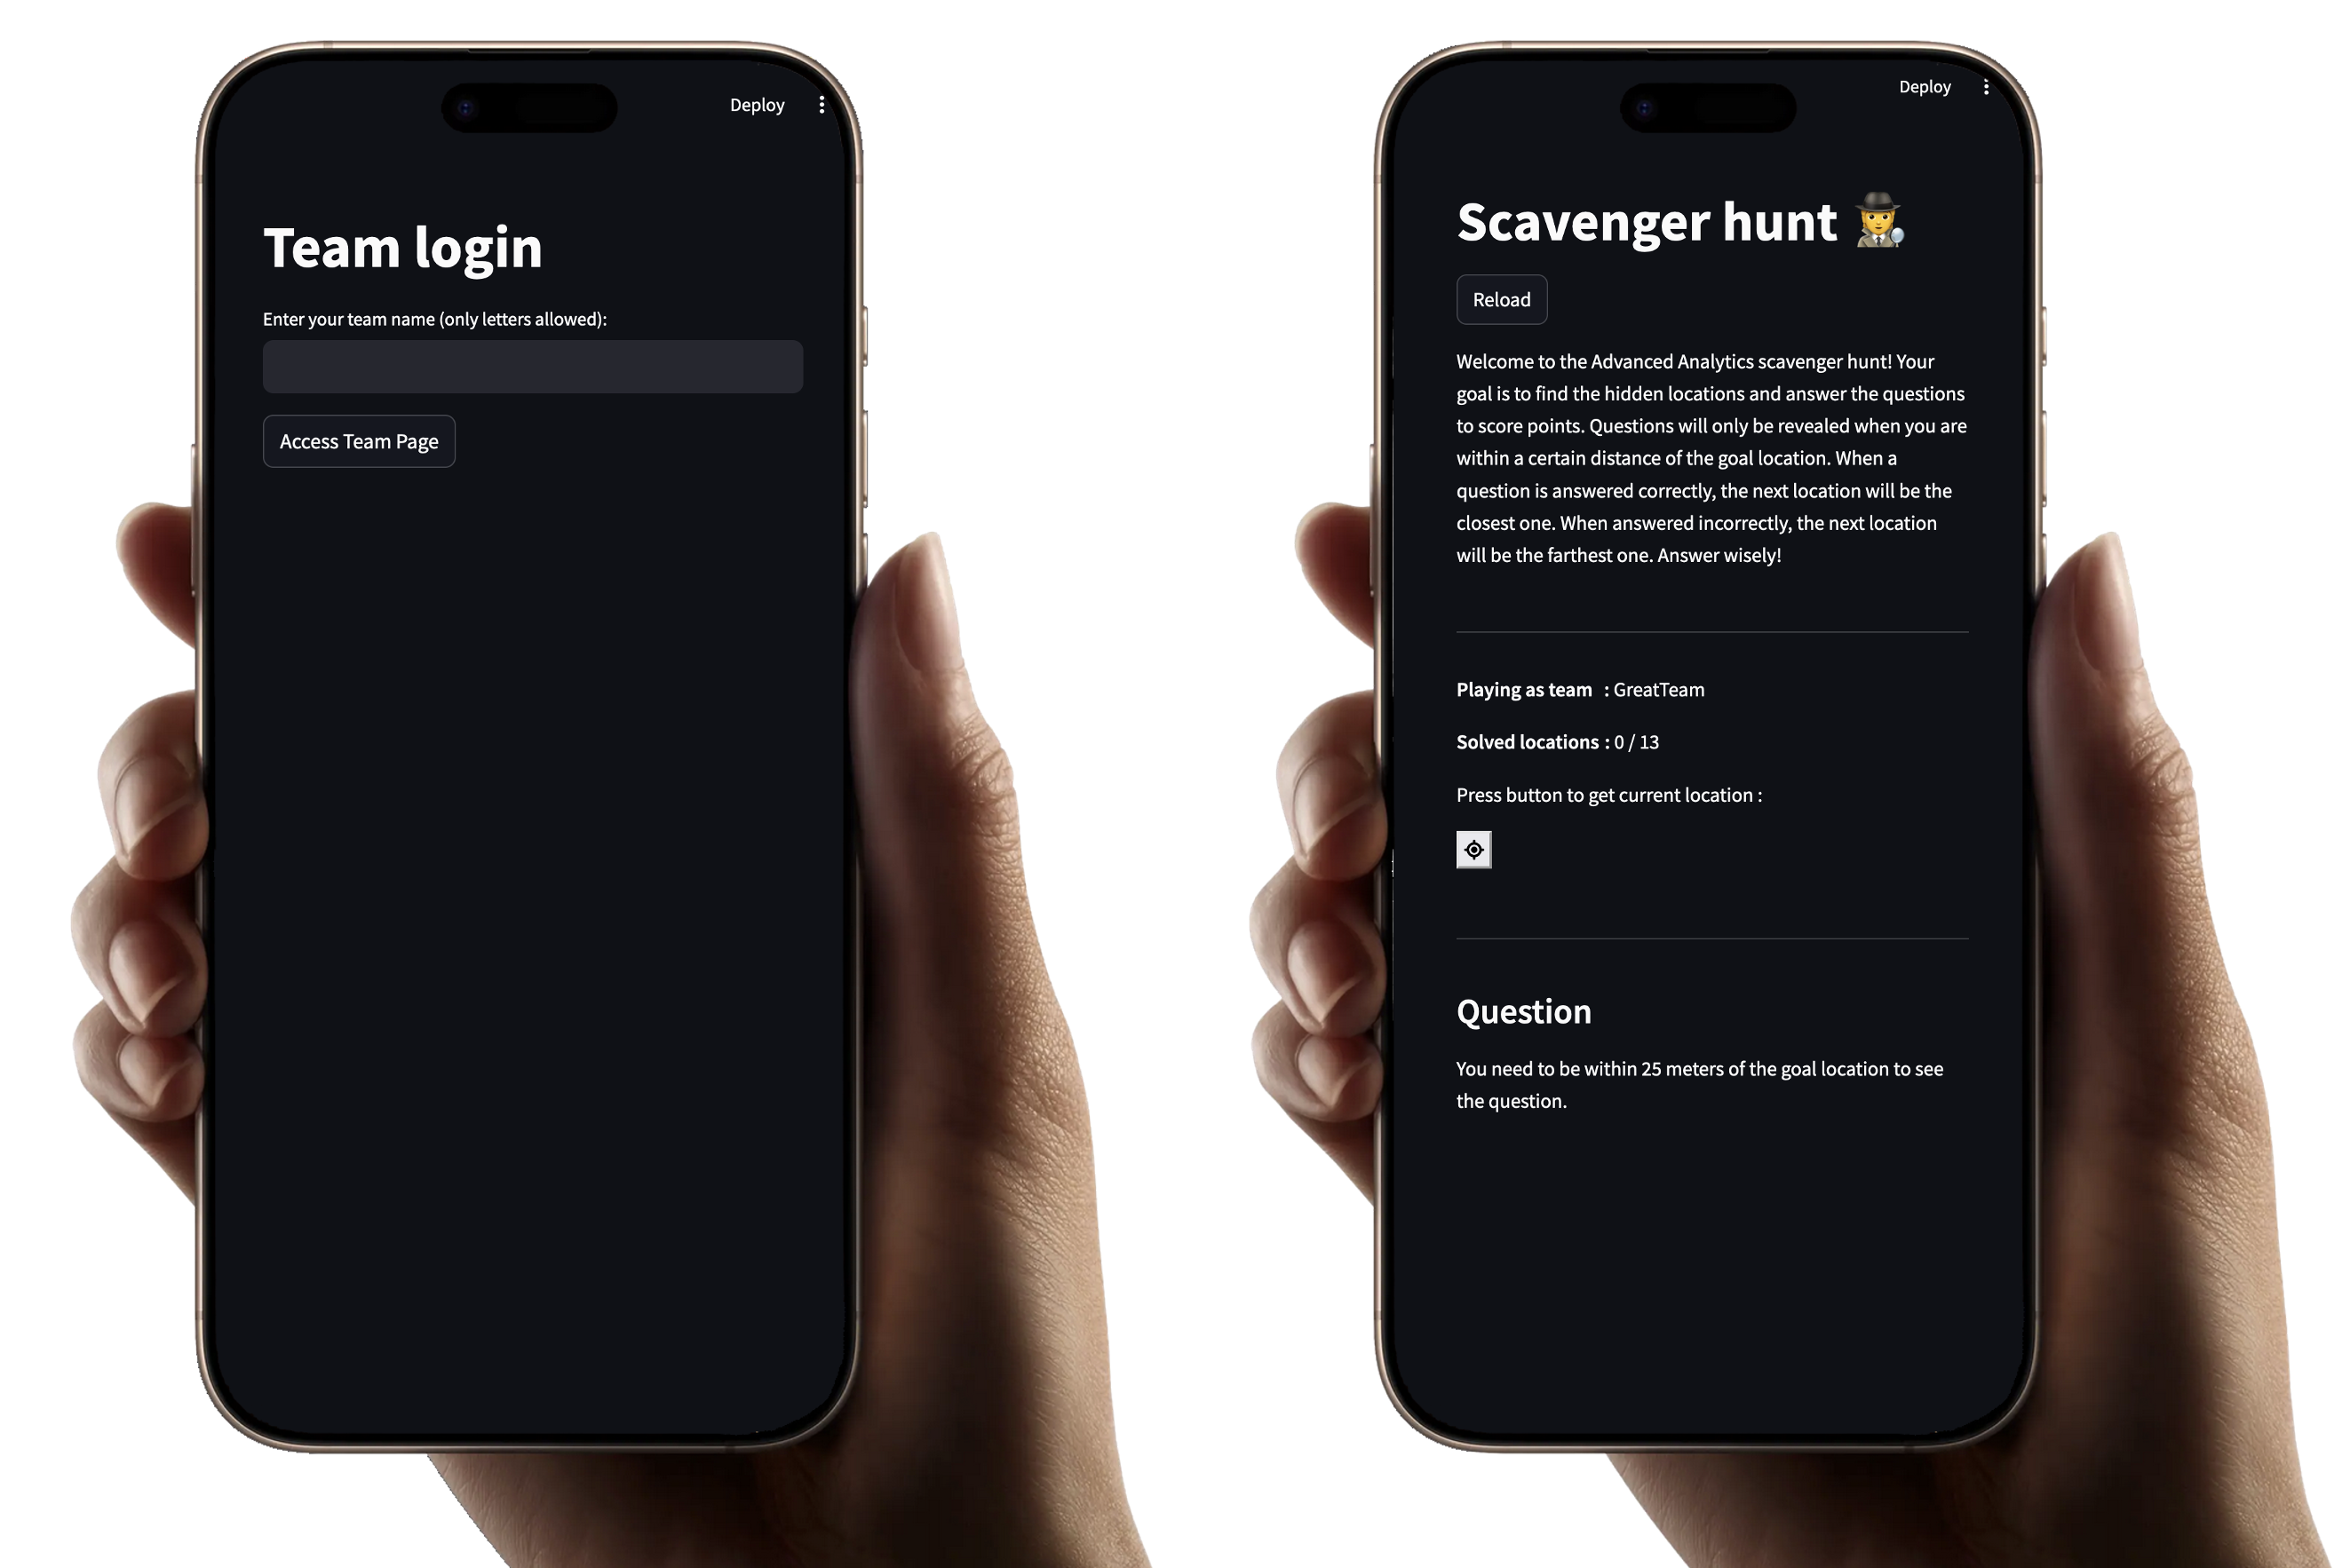 Deploy
Team login
Enter your team name (only letters allowed):
Access Team Page
Deploy
Scavenger hunt
Reload
Welcome to the Advanced Analytics scavenger hunt! Your
goal is to find the hidden locations and answer the questions
to score points. Questions will only be revealed when you are
within a certain distance of the goal location. When a
question is answered correctly, the next location will be the
closest one. When answered incorrectly, the next location
will be the farthest one. Answer wisely!
Playing as team : GreatTeam
Solved locations : 0 / 13
Press button to get current location :
Question
You need to be within 25 meters of the goal location to see
the question.